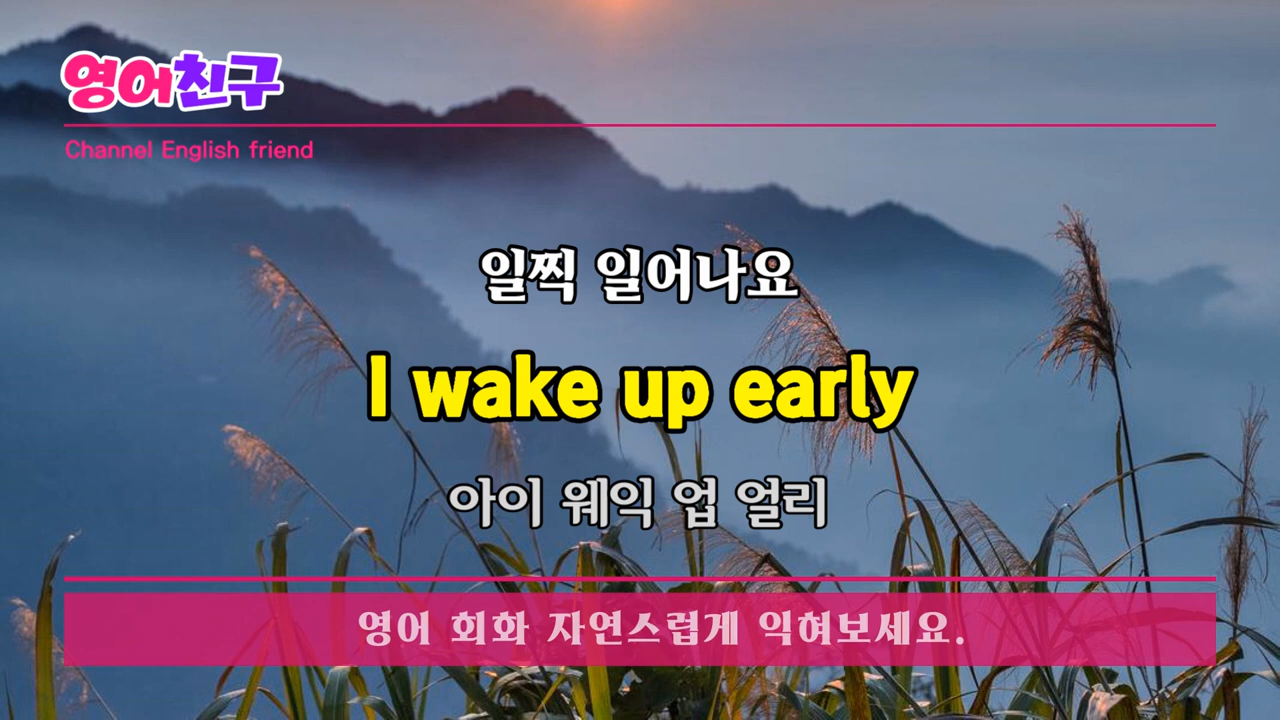 영어친구
Channel English friend
일찍 일어나요
I wake up early
아이 웨익 업 얼리
영어 회화 자연스럽게 익혀보세요.